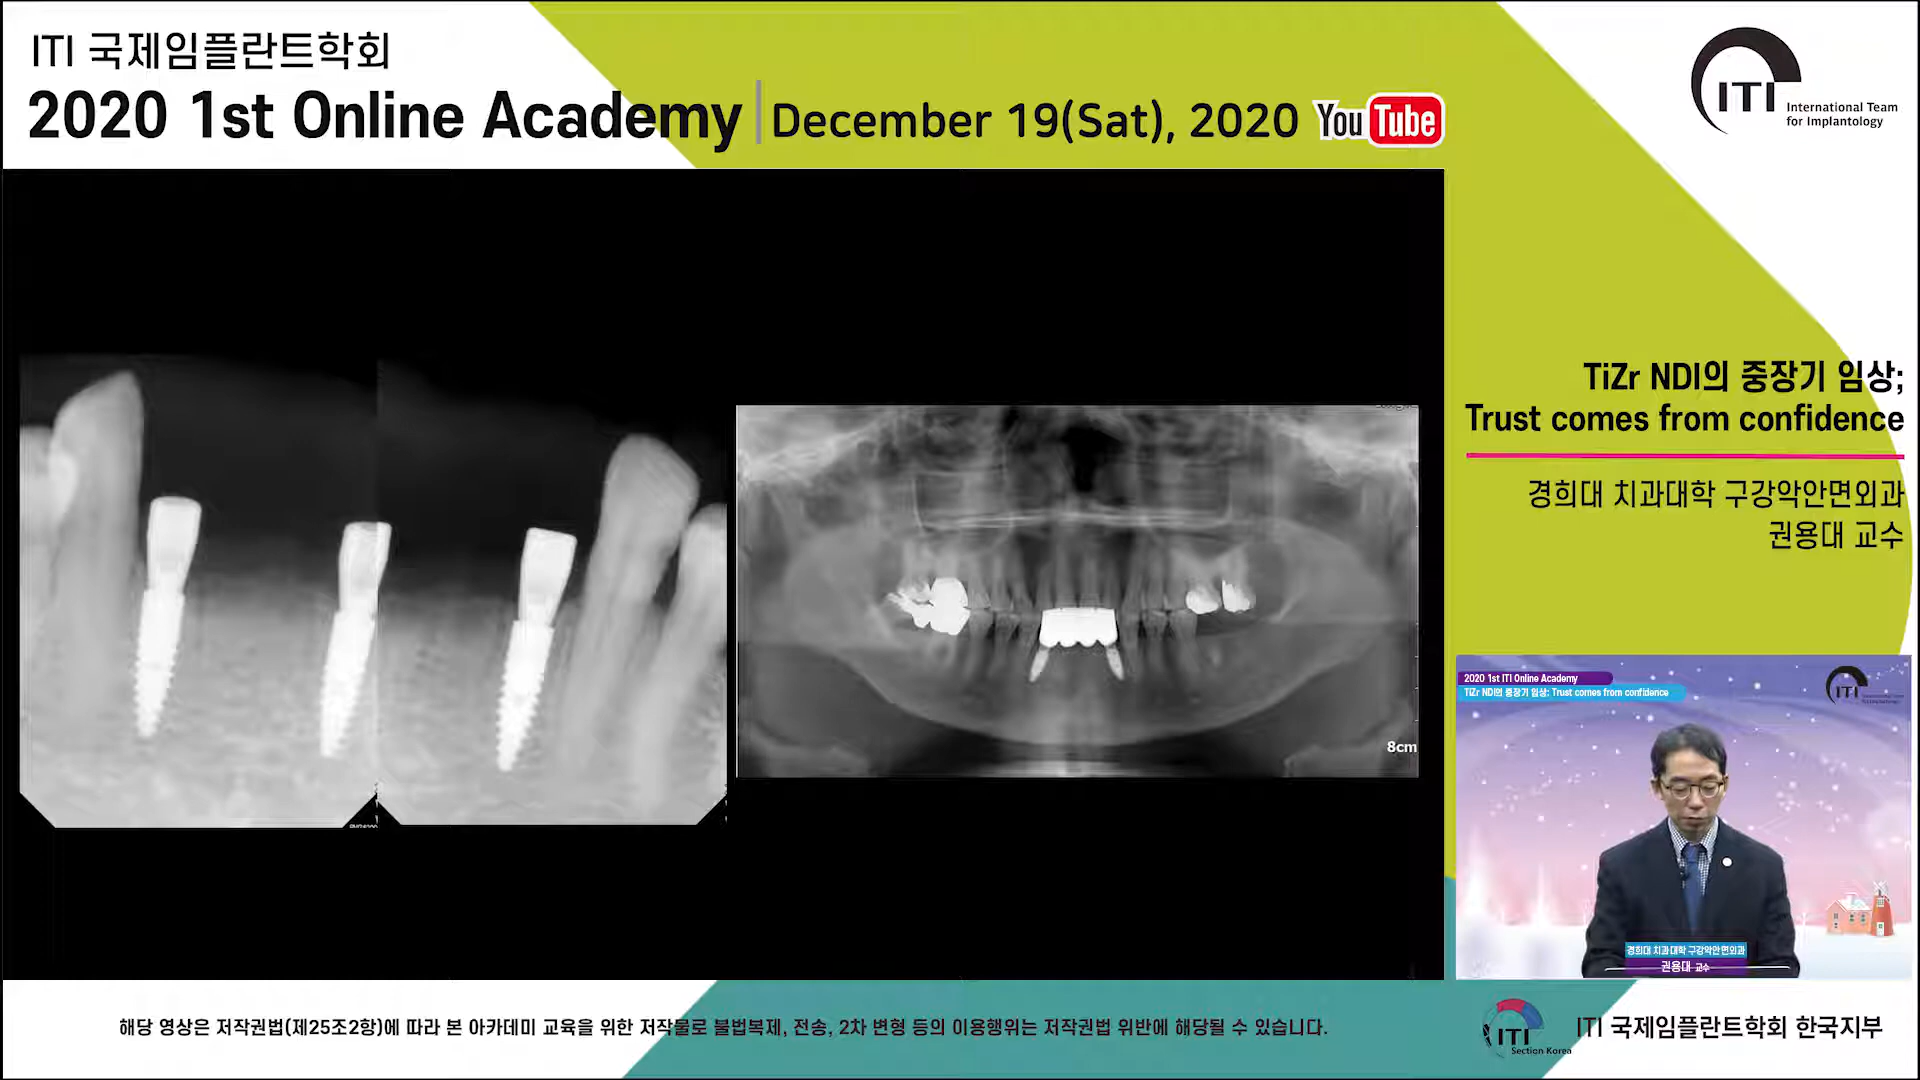 ITI 국제임플란트학회
2020 1st Online Academy
December 19(Sat), 2020
YouTube
ITI
International Team
for Implantology
TiZr NDI의 중장기 임상;
Trust comes from confidence
경희대 치과대학 구강악안면외과
권용대 교수
8cm
2020 1st ITI Online Academy
TiZr NDI의 중장기 임상; Trust comes from confidence
ITI
경희대 치과대학 구강악안면외과
권용대 교수
해당 영상은 저작권법(제25조2항)에 따라 본 아카데미 교육을 위한 저작물로 불법복제, 전송, 2차 변형 등의 이용행위는 저작권법 위반에 해당될 수 있습니다.
ITI
Section Korea
ITI 국제임플란트학회 한국지부